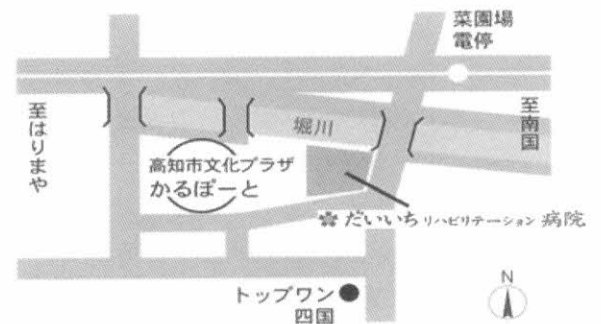 菜園場
電停
至はりまや
至南国
堀川
高知市文化プラザ
かるぽーと
だいいちリハビリテーション病院
トップワン
四国
N